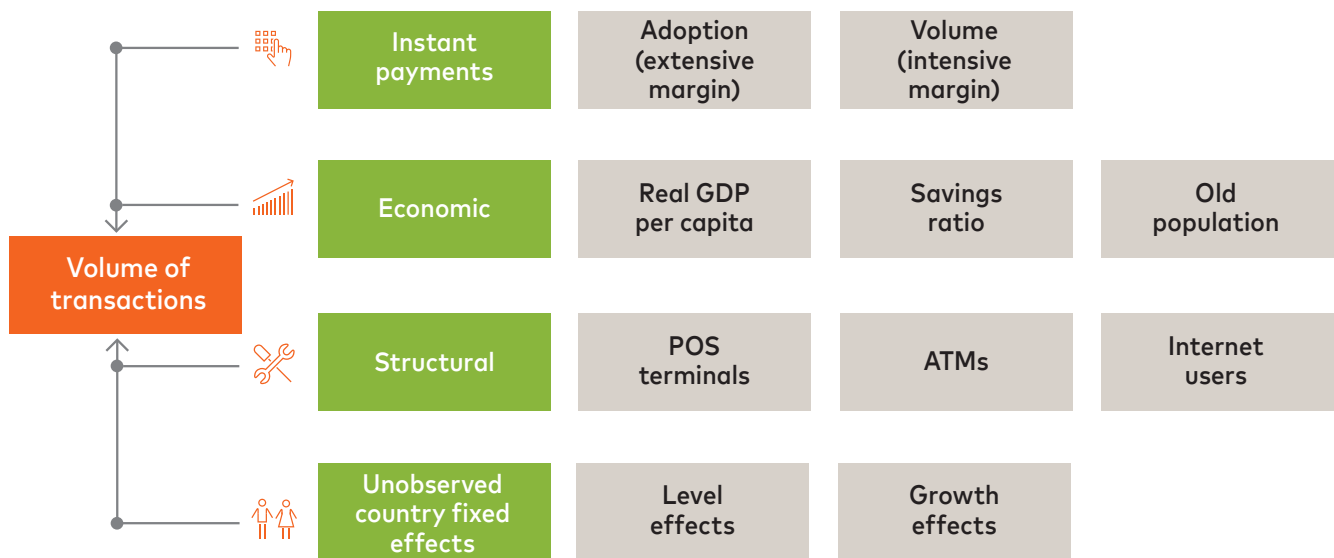 Instant
payments
Adoption
(extensive
margin)
Volume
(intensive
margin)
Economic
Real GDP
per capita
Savings
ratio
Old
population
Volume of
transactions
Structural
POS
terminals
ATMs
Internet
users
Unobserved
country fixed
effects
Level
effects
Growth
effects